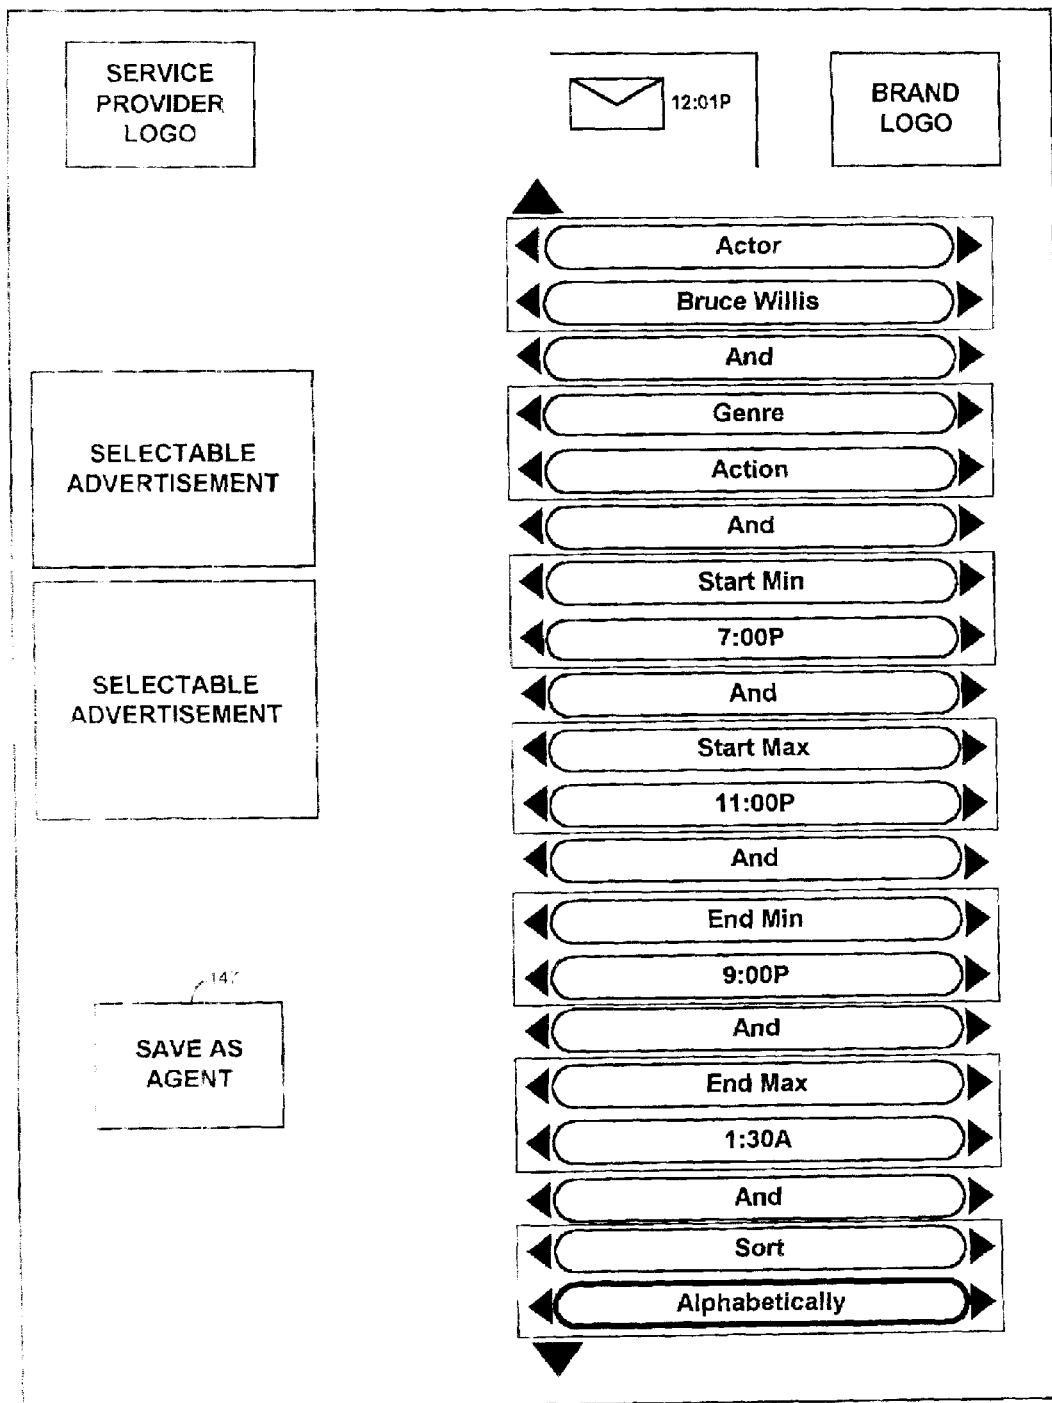 SERVICE
PROVIDER
LOGO
12:01P
BRAND
LOGO
Actor
Bruce Willis
And
Genre
Action
And
Start Min
7:00P
And
Start Max
11:00P
And
End Min
9:00P
And
End Max
1:30A
And
Sort
Alphabetically
SELECTABLE
ADVERTISEMENT
SELECTABLE
ADVERTISEMENT
SAVE AS
AGENT